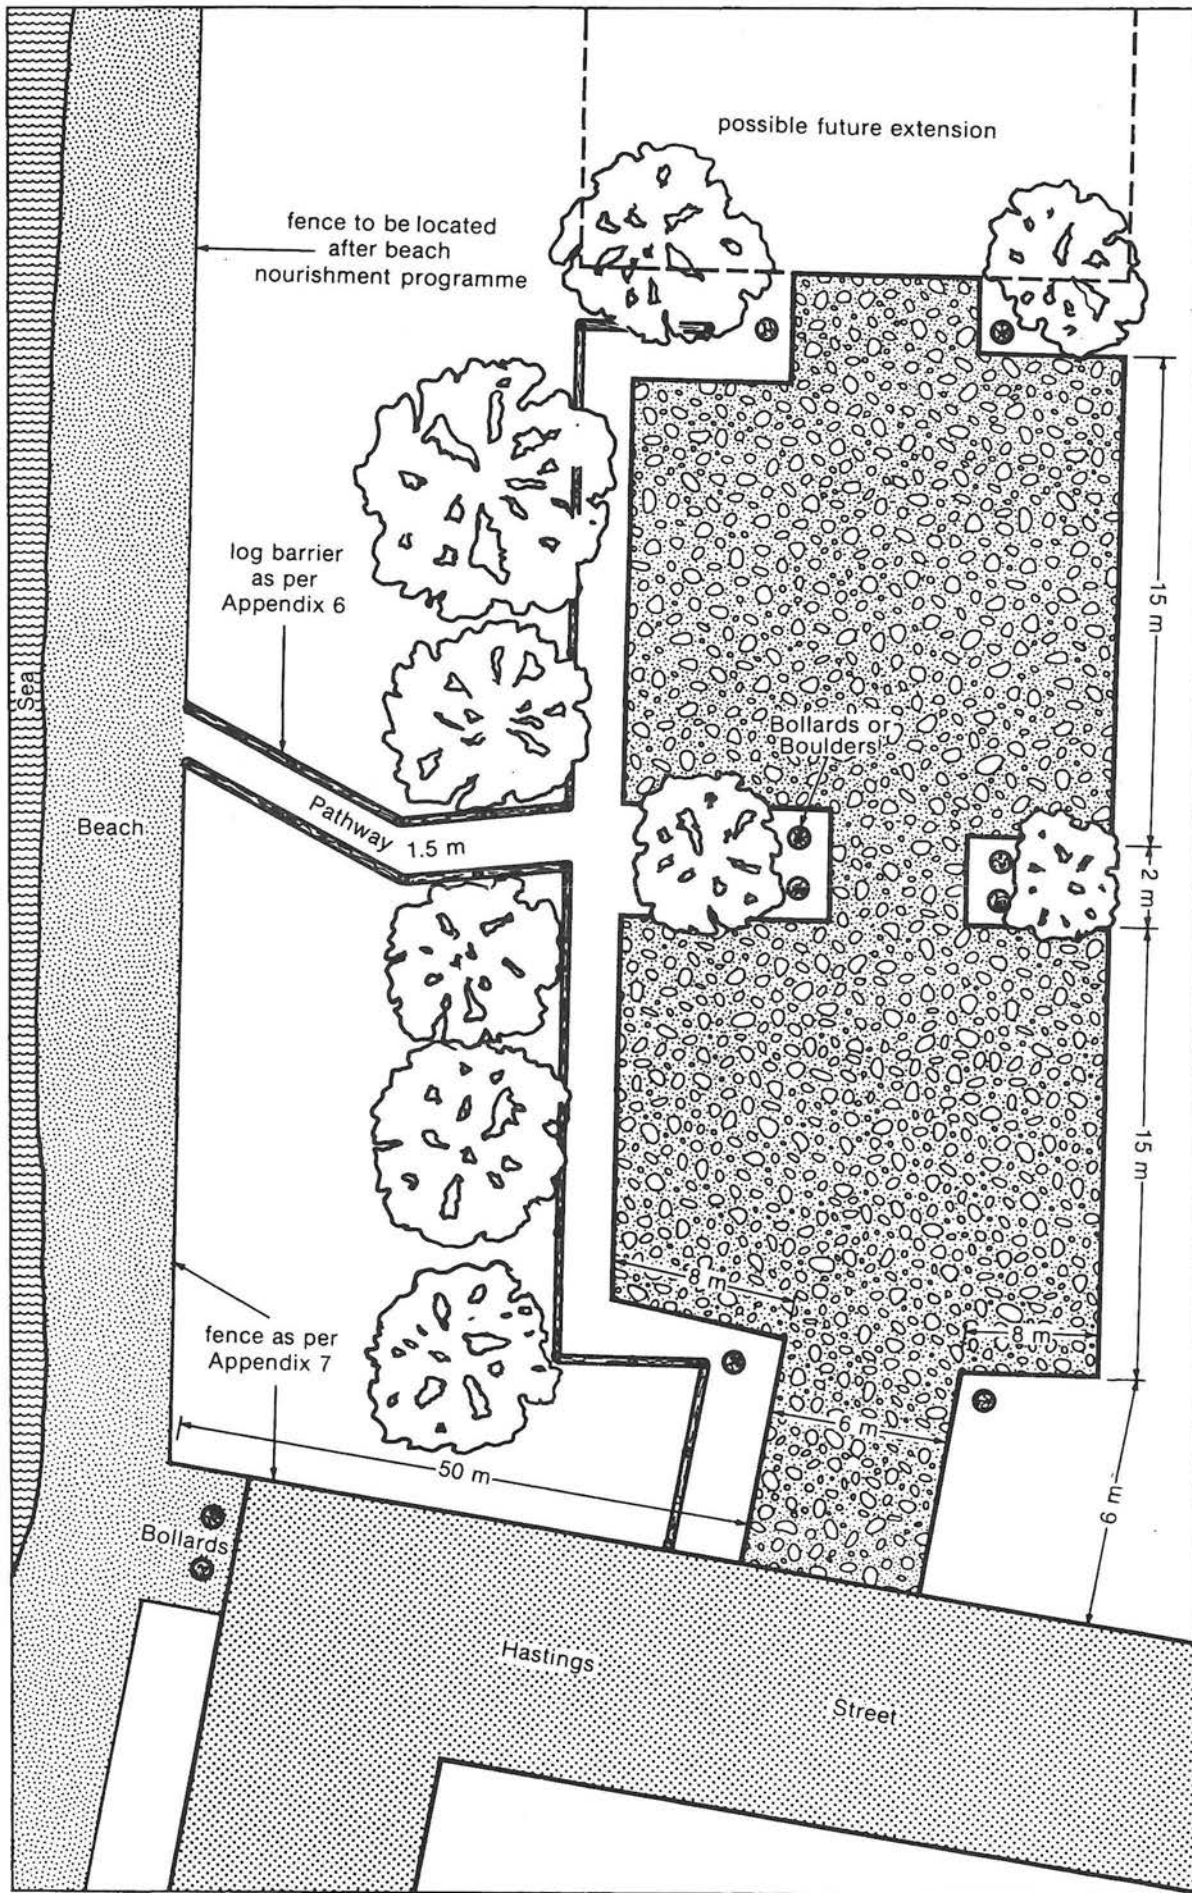 possible future extension
fence to be located
after beach
nourishment programme
log barrier
as per
Appendix 6
15 m
Sea
Bollards or
Boulders
Beach
Pathway 1.5 m
2 m
15 m
8 m
8 m
fence as per
Appendix 7
6 m
50 m
9 m
Bollards
Hastings
Street